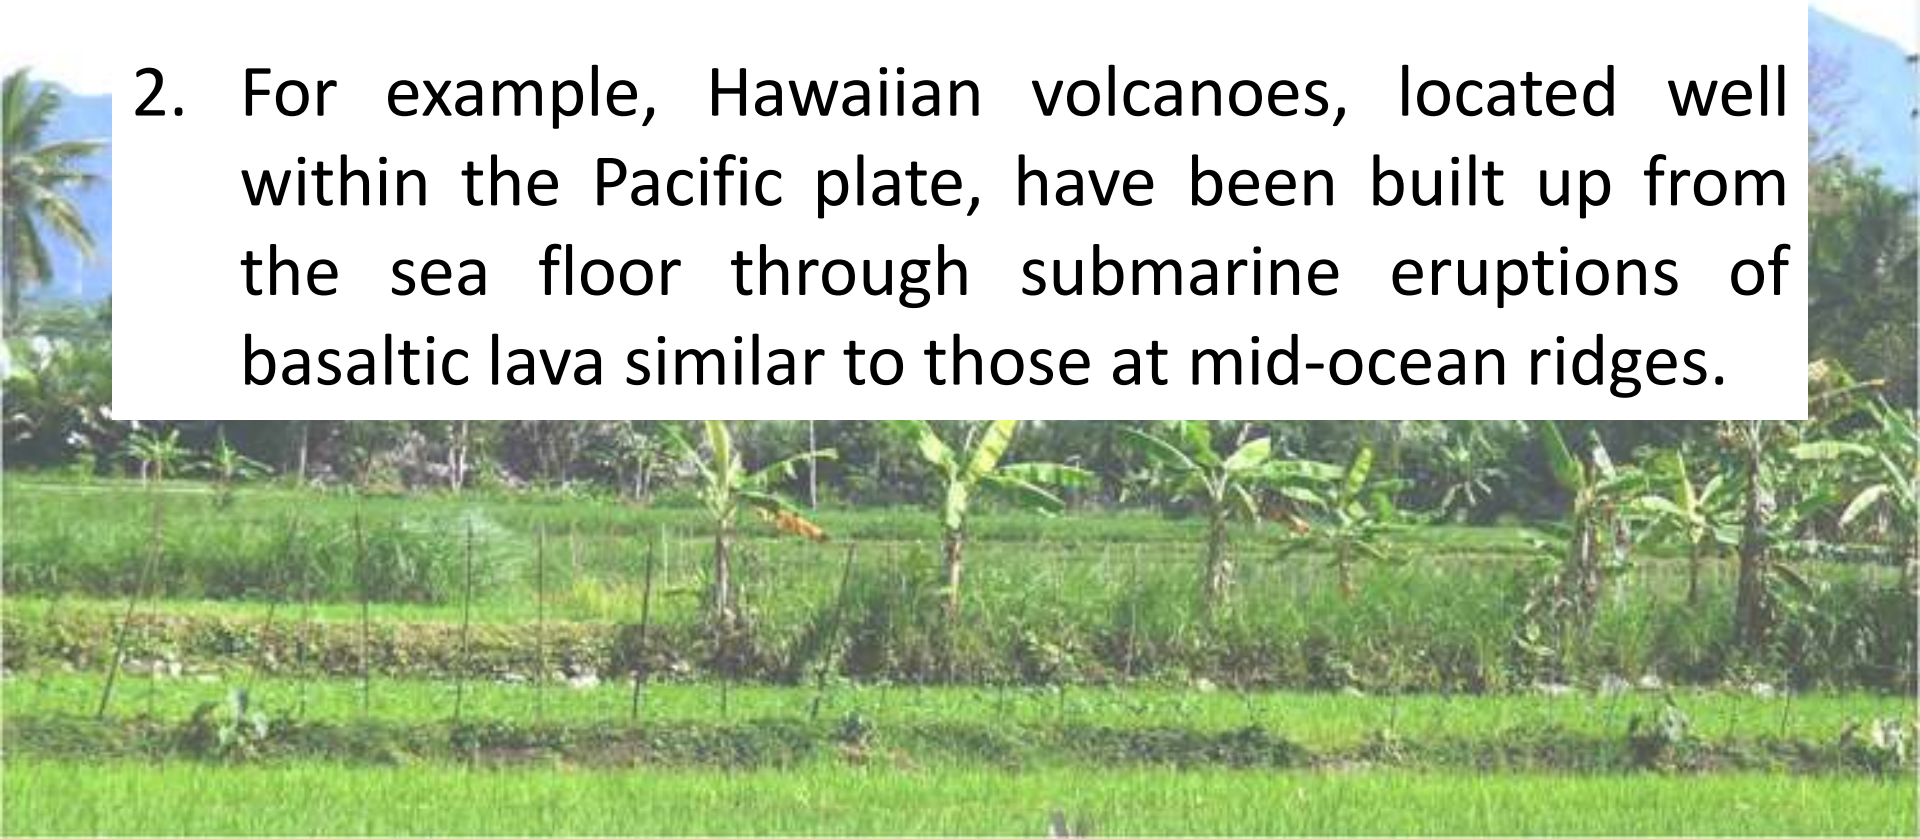 2. For example, Hawaiian volcanoes, located well
within the Pacific plate, have been built up from
the sea floor through submarine eruptions of
basaltic lava similar to those at mid-ocean ridges.